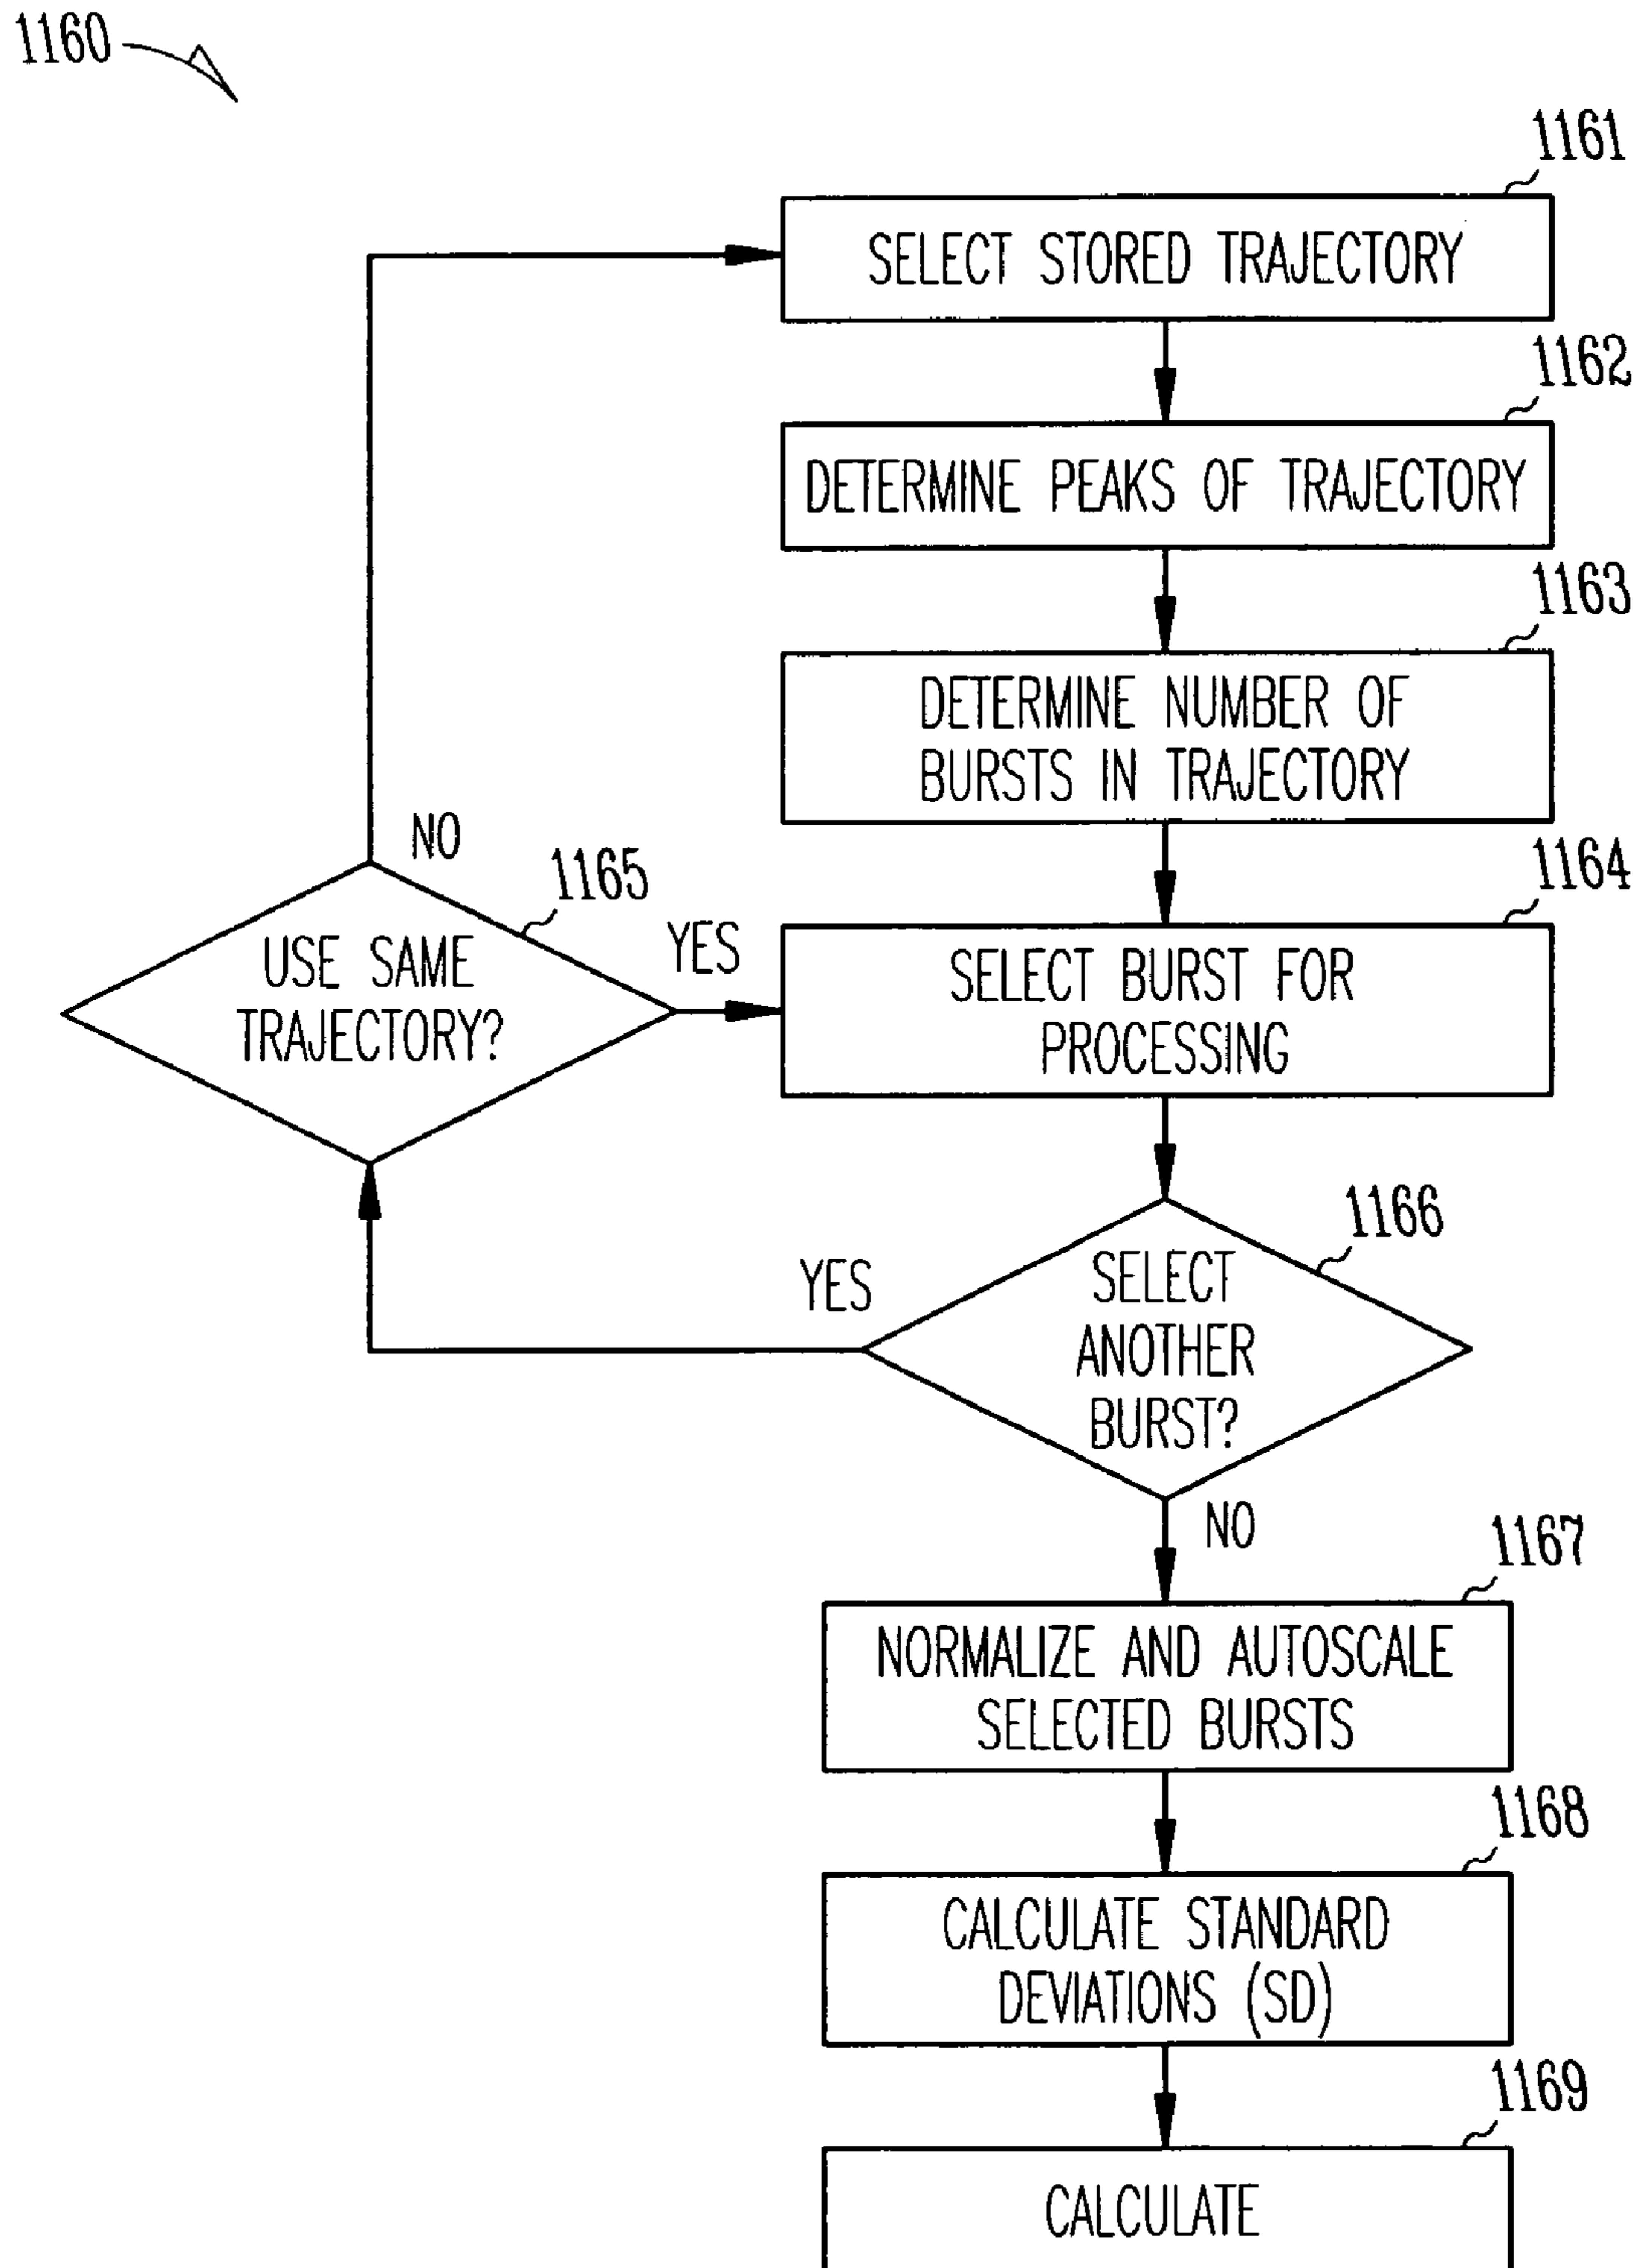 1160
1161
SELECT STORED TRAJECTORY
1162
DETERMINE PEAKS OF TRAJECTORY
1163
DETERMINE NUMBER OF
BURSTS IN TRAJECTORY
NO
1165
USE SAME
TRAJECTORY?
YES
1164
SELECT BURST FOR
PROCESSING
1166
SELECT
ANOTHER
BURST?
YES
NO
1167
NORMALIZE AND AUTOSCALE
SELECTED BURSTS
1168
CALCULATE STANDARD
DEVIATIONS (SD)
1169
CALCULATE